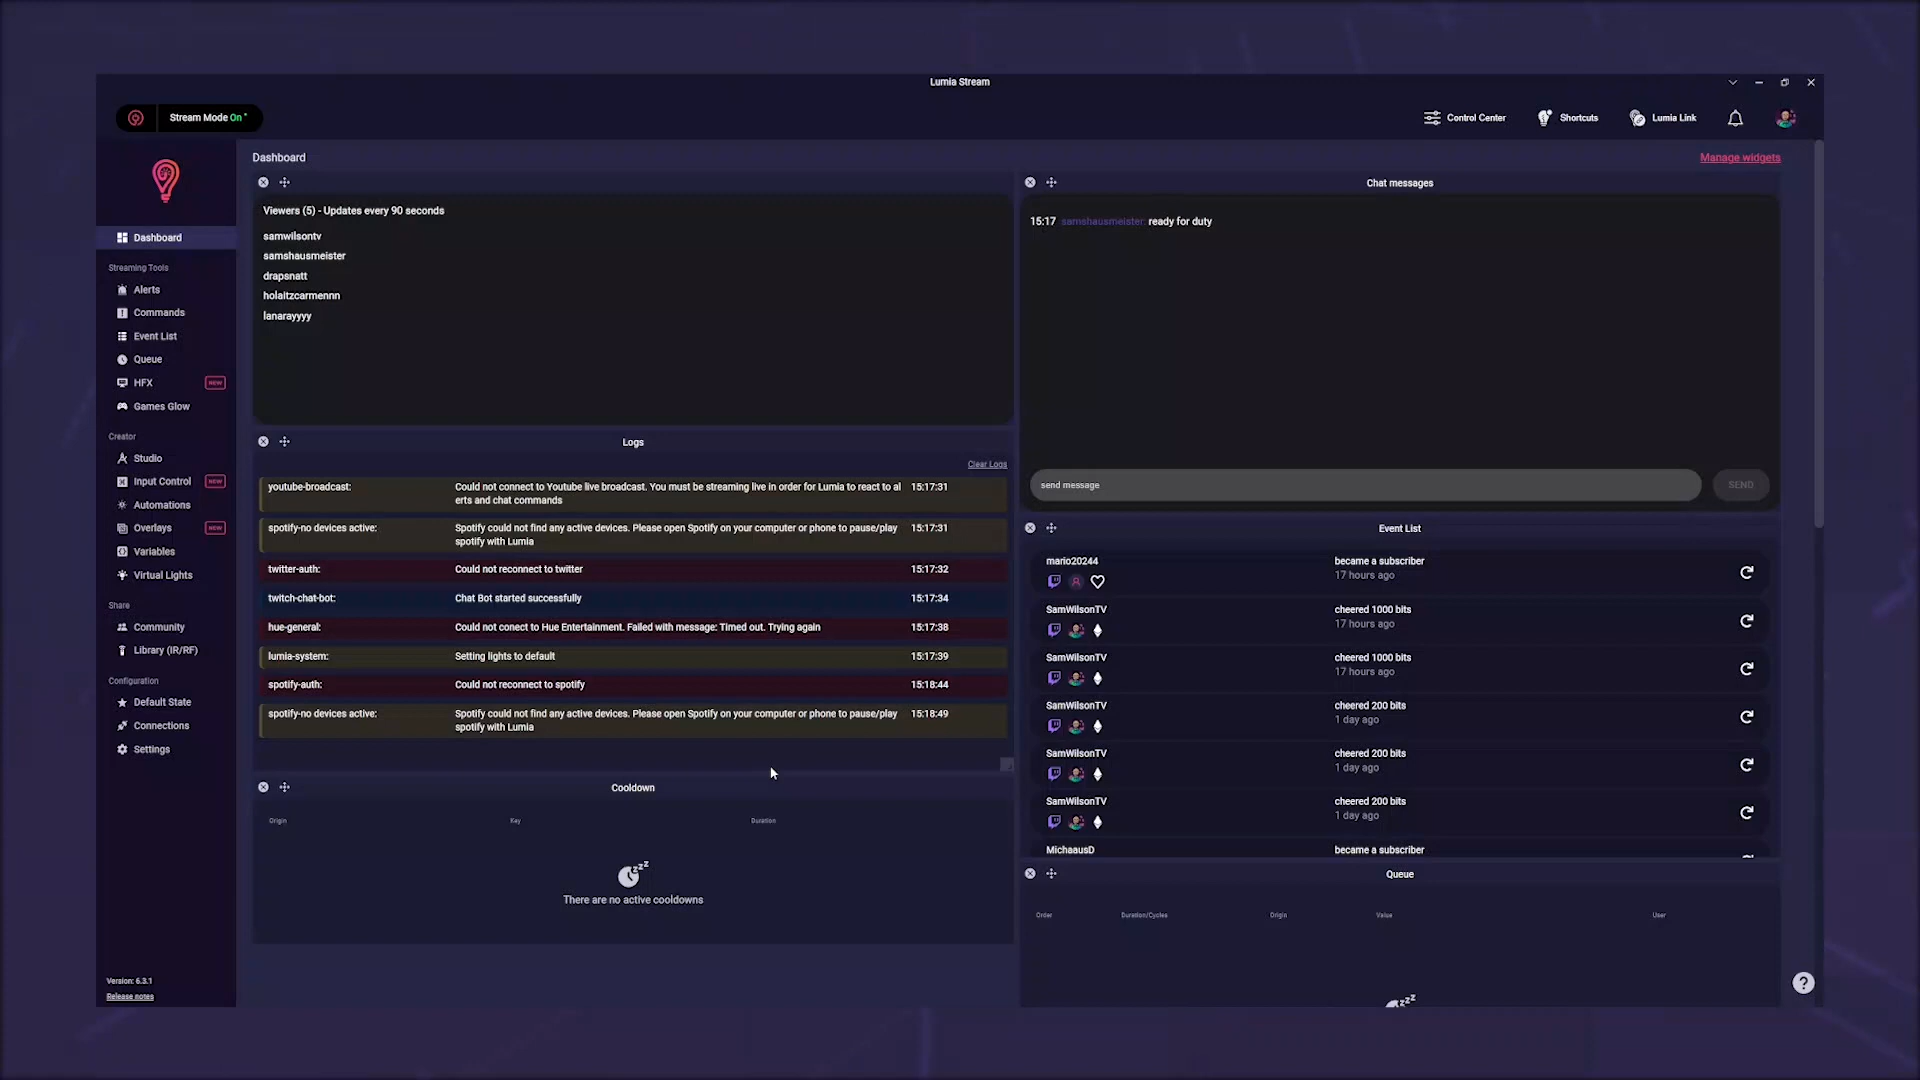 Lumia Stream
Stream Mode On
Control Center
Shortcuts
Lumia Link
Dashboard
Streaming Tools
Alerts
Commands
Event List
Queue
HFX NEW
Games Glow
Creator
Studio
Input Control NEW
Automations
Overlays NEW
Variables
Virtual Lights
Share
Community
Library (IR/RF)
Configuration
Default State
Connections
Settings
Version: 6.3.1
Release notes
Dashboard
Manage widgets
Viewers (5) - Updates every 90 seconds
samwilsontv
samshausmeister
drapsnatt
holaitzcarmennn
lanarayyyy
Logs
Clear Logs
youtube-broadcast: Could not connect to Youtube live broadcast. You must be streaming live in order for Lumia to react to al 15:17:31
erts and chat commands
spotify-no devices active: Spotify could not find any active devices. Please open Spotify on your computer or phone to pause/play 15:17:31
spotify with Lumia
twitter-auth: Could not reconnect to twitter 15:17:32
twitch-chat-bot: Chat Bot started successfully 15:17:34
hue-general: Could not conect to Hue Entertainment. Failed with message: Timed out. Trying again 15:17:38
lumia-system: Setting lights to default 15:17:39
spotify-auth: Could not reconnect to spotify 15:18:44
spotify-no devices active: Spotify could not find any active devices. Please open Spotify on your computer or phone to pause/play 15:18:49
spotify with Lumia
Cooldown
Origin Key Duration
zzz
There are no active cooldowns
Chat messages
15:17 samshausmeister: ready for duty
send message
SEND
Event List
mario20244 became a subscriber
17 hours ago
SamWilsonTV cheered 1000 bits
17 hours ago
SamWilsonTV cheered 1000 bits
17 hours ago
SamWilsonTV cheered 200 bits
1 day ago
SamWilsonTV cheered 200 bits
1 day ago
SamWilsonTV cheered 200 bits
1 day ago
MichaausD became a subscriber
Queue
Order Duration/Cycles Origin Value User
zzz
?